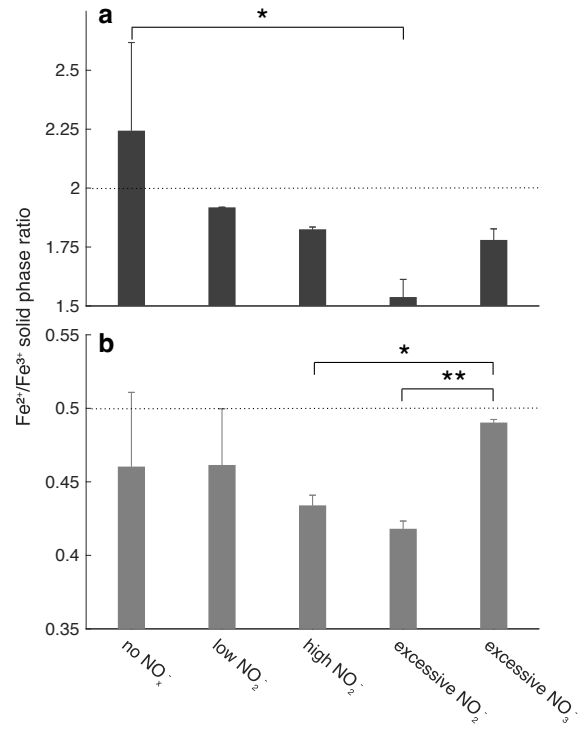 a
*
2.5
2.25
2
1.75
1.5
Fe²⁺/Fe³⁺ solid phase ratio
b
0.55
*
**
0.5
0.45
0.4
0.35
no NOₓ⁻
low NO₂⁻
high NO₂⁻
excessive NO₂⁻
excessive NO₃⁻